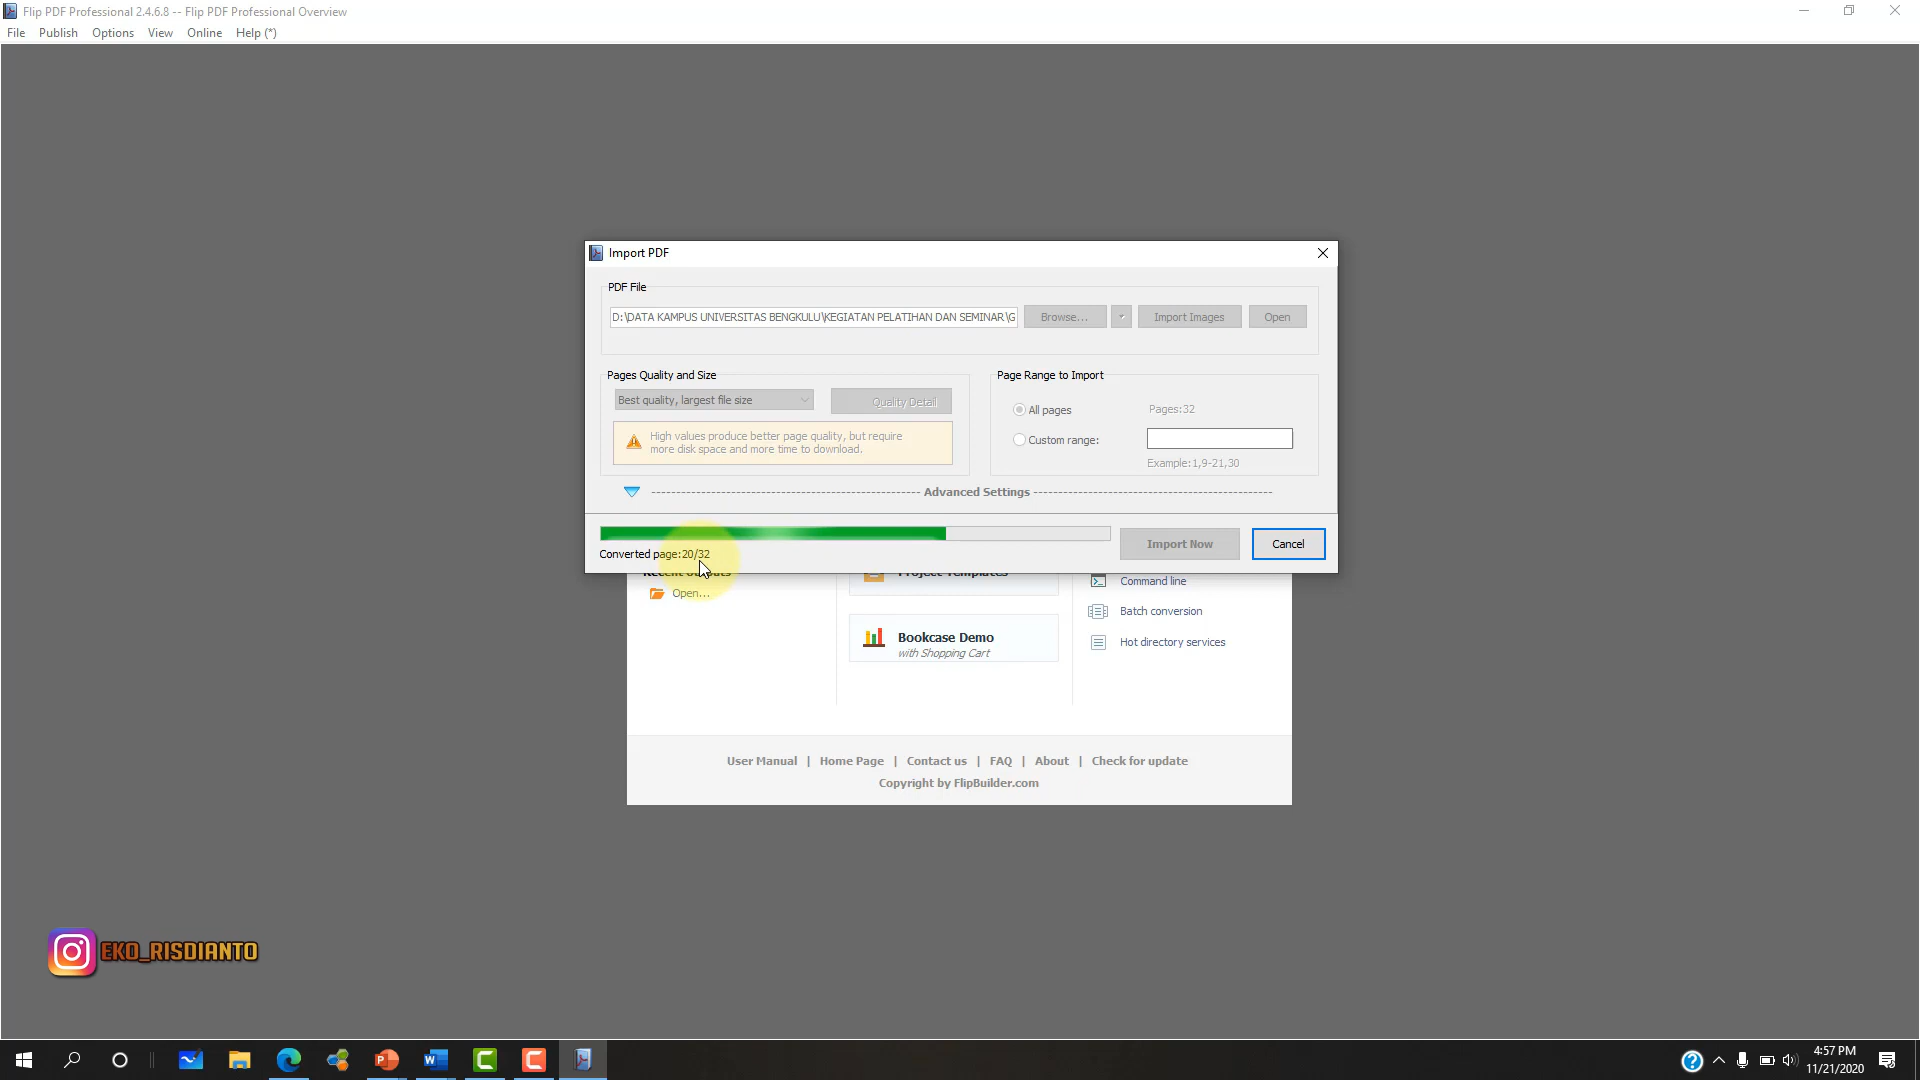 Flip PDF Professional 2.4.6.8 -- Flip PDF Professional Overview
File Publish Options View Online Help (*)
Import PDF
PDF File
D:\DATA KAMPUS UNIVERSITAS BENGKULU\KEGIATAN PELATIHAN DAN SEMINAR\G
Browse... Import Images Open
Pages Quality and Size
Best quality, largest file size
Quality Detail
High values produce better page quality, but require
more disk space and more time to download.
Page Range to Import
All pages
Pages:32
Custom range:
Example:1,9-21,30
Advanced Settings
Converted page:20/32
Import Now
Cancel
Recent outputs
Open...
Project Templates
Bookcase Demo
with Shopping Cart
Command line
Batch conversion
Hot directory services
User Manual | Home Page | Contact us | FAQ | About | Check for update
Copyright by FlipBuilder.com
EKO_RISDIANTO
4:57 PM
11/21/2020